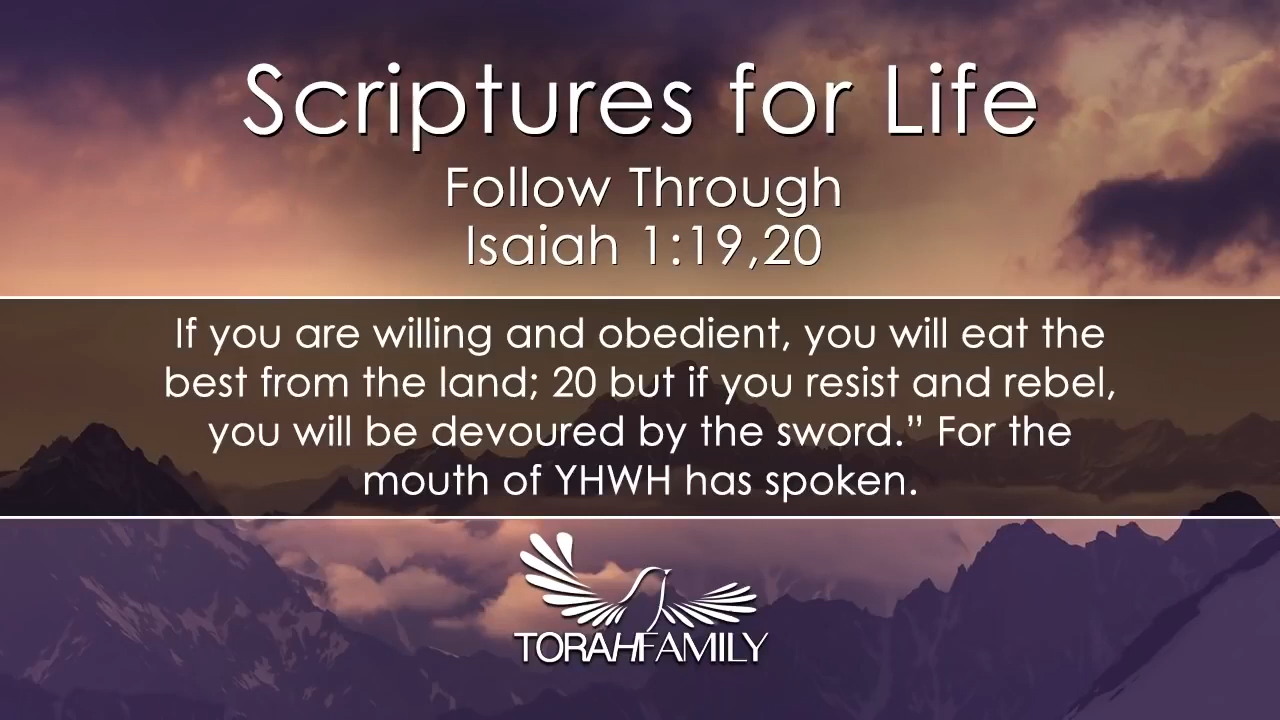 Scriptures for Life
Follow Through
Isaiah 1:19,20
If you are willing and obedient, you will eat the
best from the land; 20 but if you resist and rebel,
you will be devoured by the sword.” For the
mouth of YHWH has spoken.
TORAHFAMILY